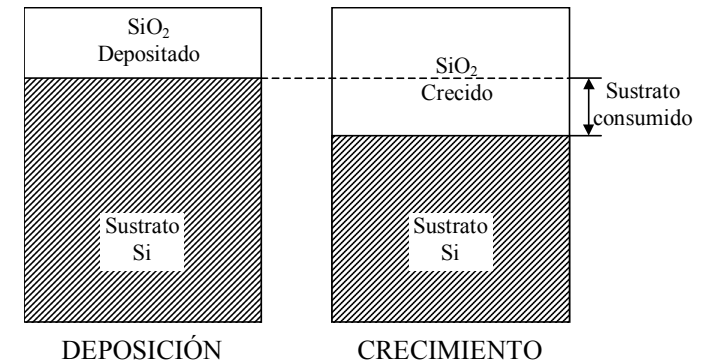 SiO₂
Depositado
SiO₂
Crecido
Sustrato
consumido
Sustrato
Si
Sustrato
Si
DEPOSICIÓN
CRECIMIENTO